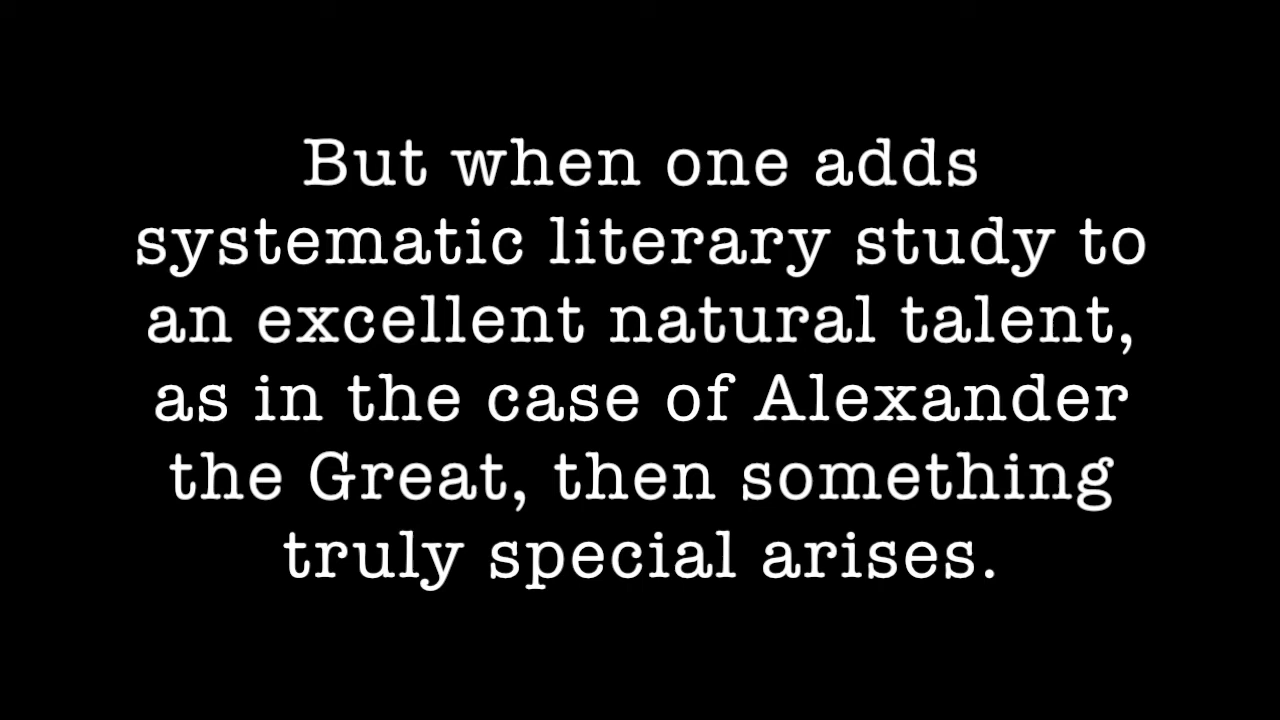 But when one adds
systematic literary study to
an excellent natural talent,
as in the case of Alexander
the Great, then something
truly special arises.